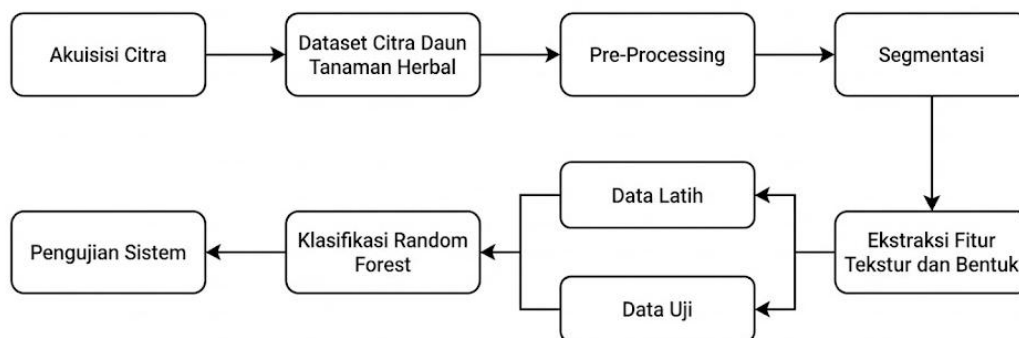 Akuisisi Citra
Dataset Citra Daun
Tanaman Herbal
Pre-Processing
Segmentasi
Ekstraksi Fitur
Tekstur dan Bentuk
Data Latih
Data Uji
Klasifikasi Random
Forest
Pengujian Sistem